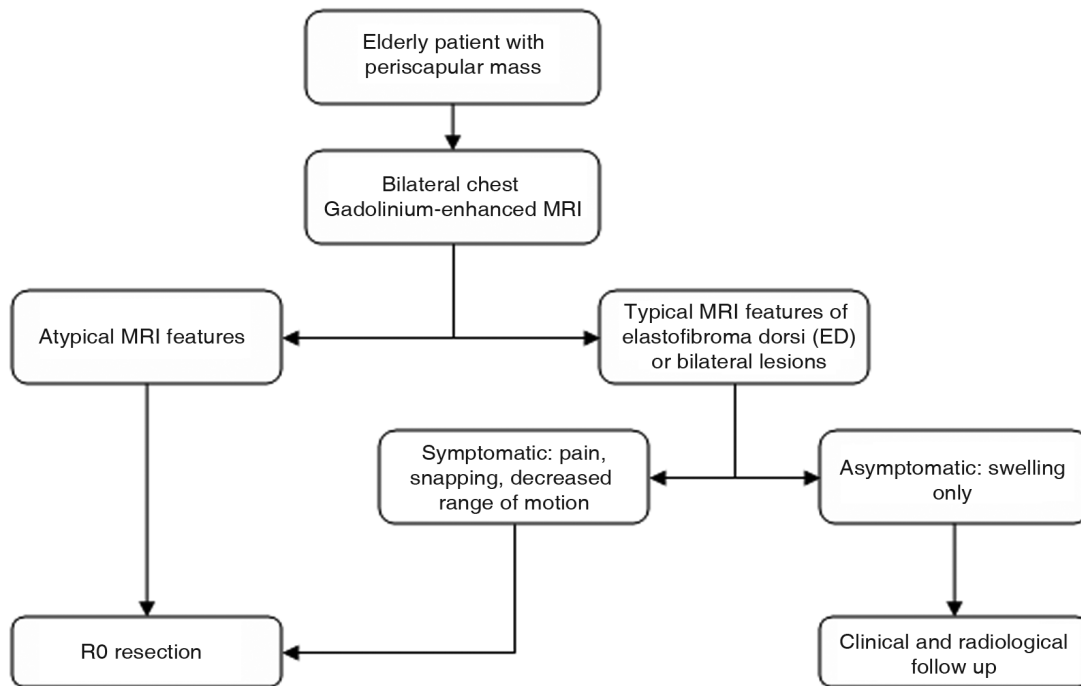 Elderly patient with
periscapular mass
Bilateral chest
Gadolinium-enhanced MRI
Atypical MRI features
Typical MRI features of
elastofibroma dorsi (ED)
or bilateral lesions
Symptomatic: pain,
snapping, decreased
range of motion
Asymptomatic: swelling
only
R0 resection
Clinical and radiological
follow up